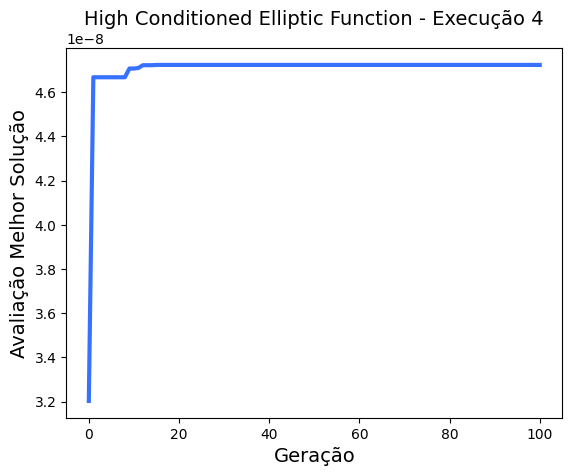 High Conditioned Elliptic Function - Execução 4
1e−8
Avaliação Melhor Solução
4.6
4.4
4.2
4.0
3.8
3.6
3.4
3.2
0 20 40 60 80 100
Geração